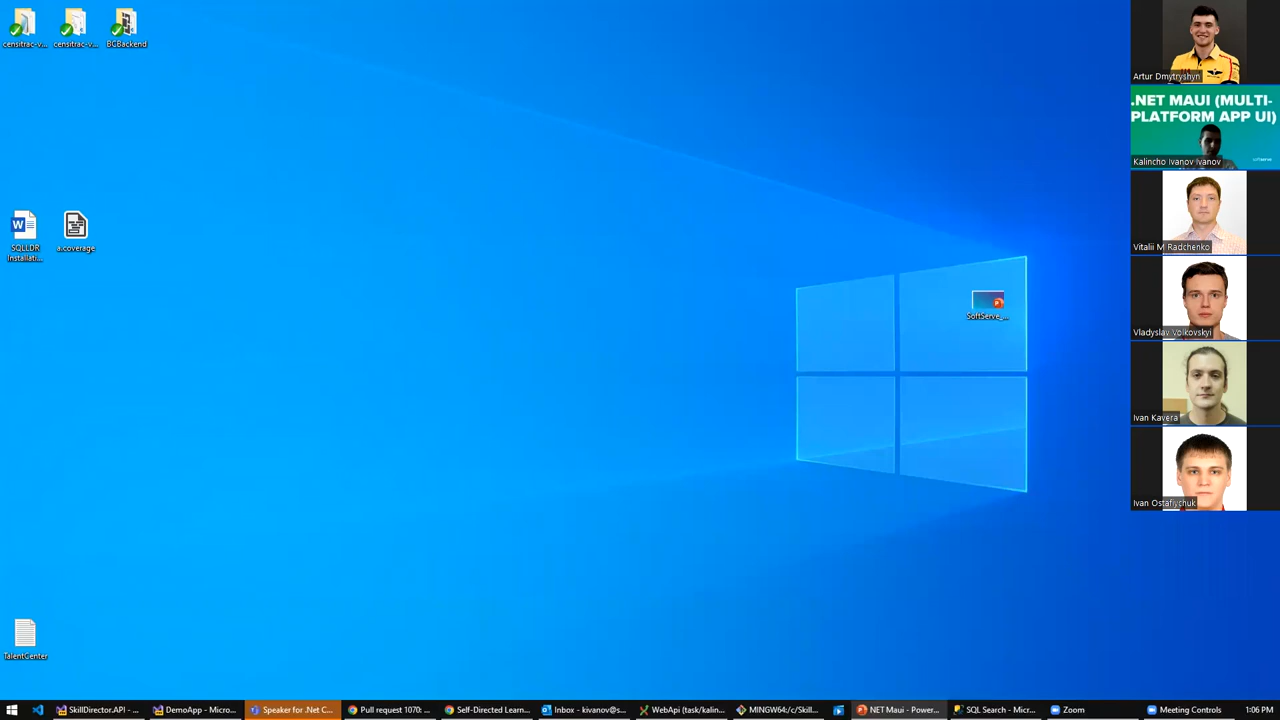 censitrac-v...
censitrac-v...
BCBackend
SQLLDR
Installati...
a.coverage
SoftServe_...
TalentCenter
Artur Dmytryshyn
.NET MAUI (MULTI-
PLATFORM APP UI)
softserve
Kalincho Ivanov Ivanov
Vitalii M Radchenko
Vladyslav Volkovskyi
Ivan Kavera
Ivan Ostafiychuk
SkillDirector.API - ...
DemoApp - Micro...
Speaker for .Net C...
Pull request 1070: ...
Self-Directed Learn...
Inbox - kivanov@s...
WebApi (task/kalin...
MINGW64:/c/Skill...
NET Maui - Power...
SQL Search - Micr...
Zoom
Meeting Controls
1:06 PM